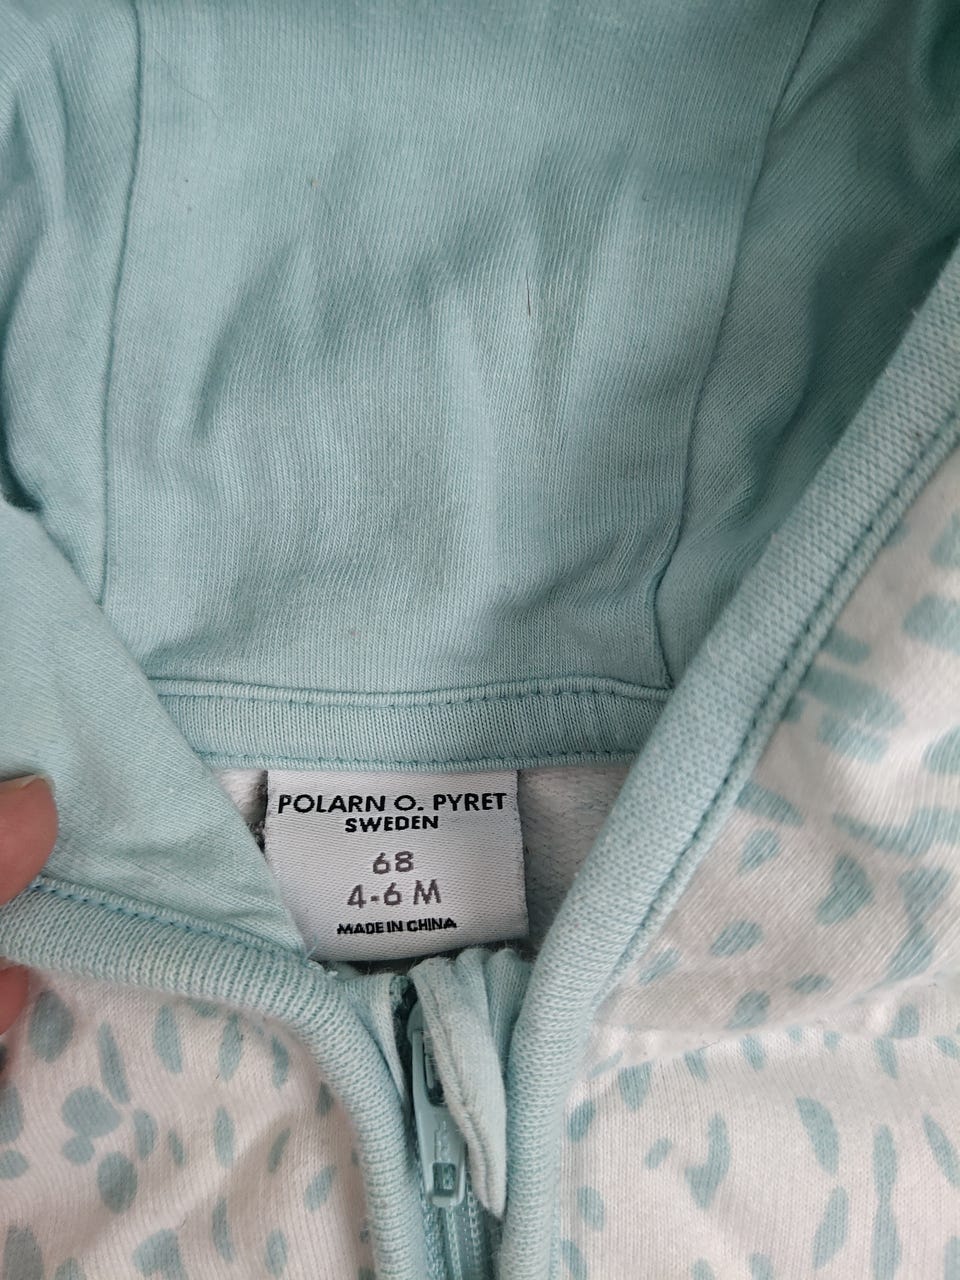 POLARN O. PYRET
SWEDEN
68
4-6 M
MADE IN CHINA